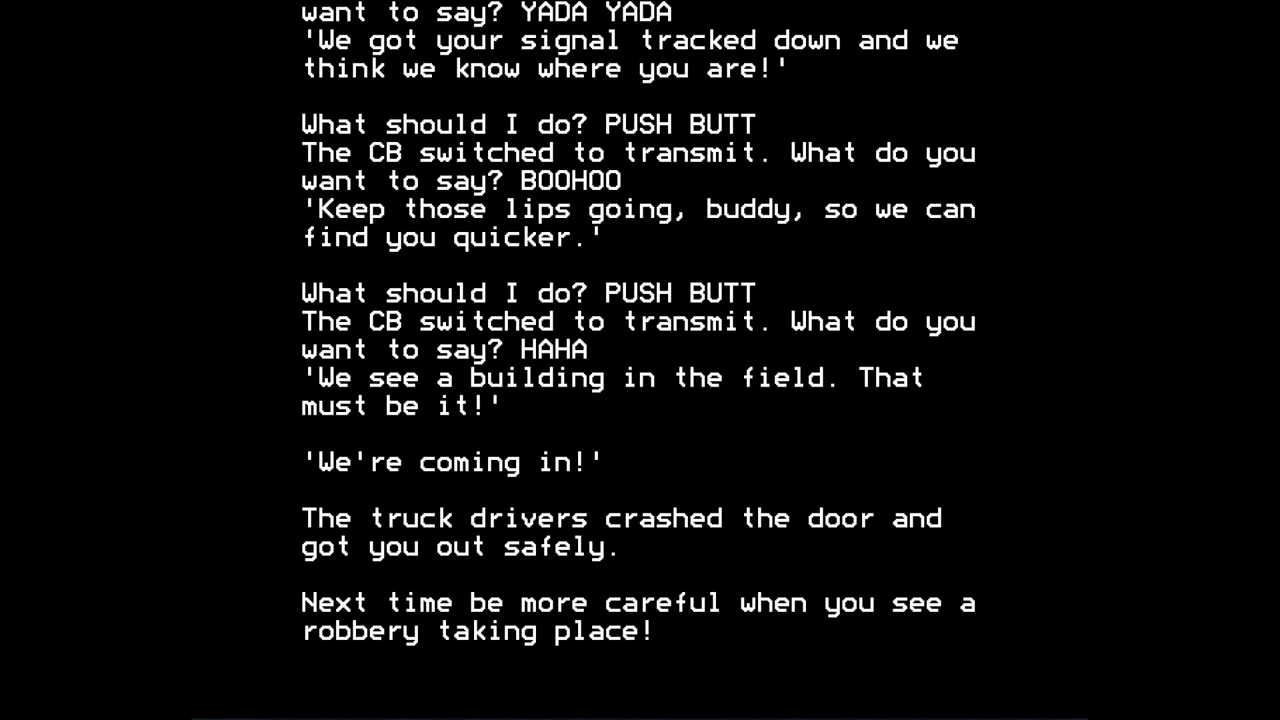 want to say? YADA YADA
'We got your signal tracked down and we
think we know where you are!'
What should I do? PUSH BUTT
The CB switched to transmit. What do you
want to say? BOOHOO
'Keep those lips going, buddy, so we can
find you quicker.'
What should I do? PUSH BUTT
The CB switched to transmit. What do you
want to say? HAHA
'We see a building in the field. That
must be it!'
'We're coming in!'
The truck drivers crashed the door and
got you out safely.
Next time be more careful when you see a
robbery taking place!